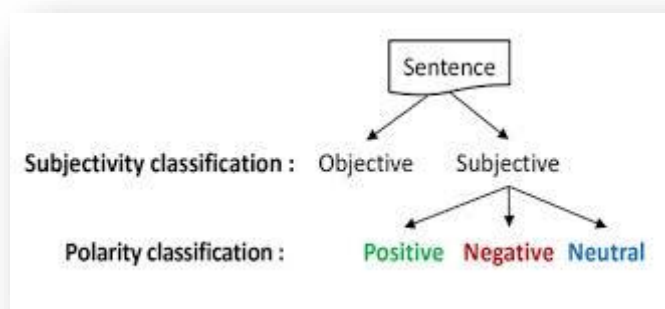 Sentence
Subjectivity classification : Objective Subjective
Polarity classification : Positive Negative Neutral